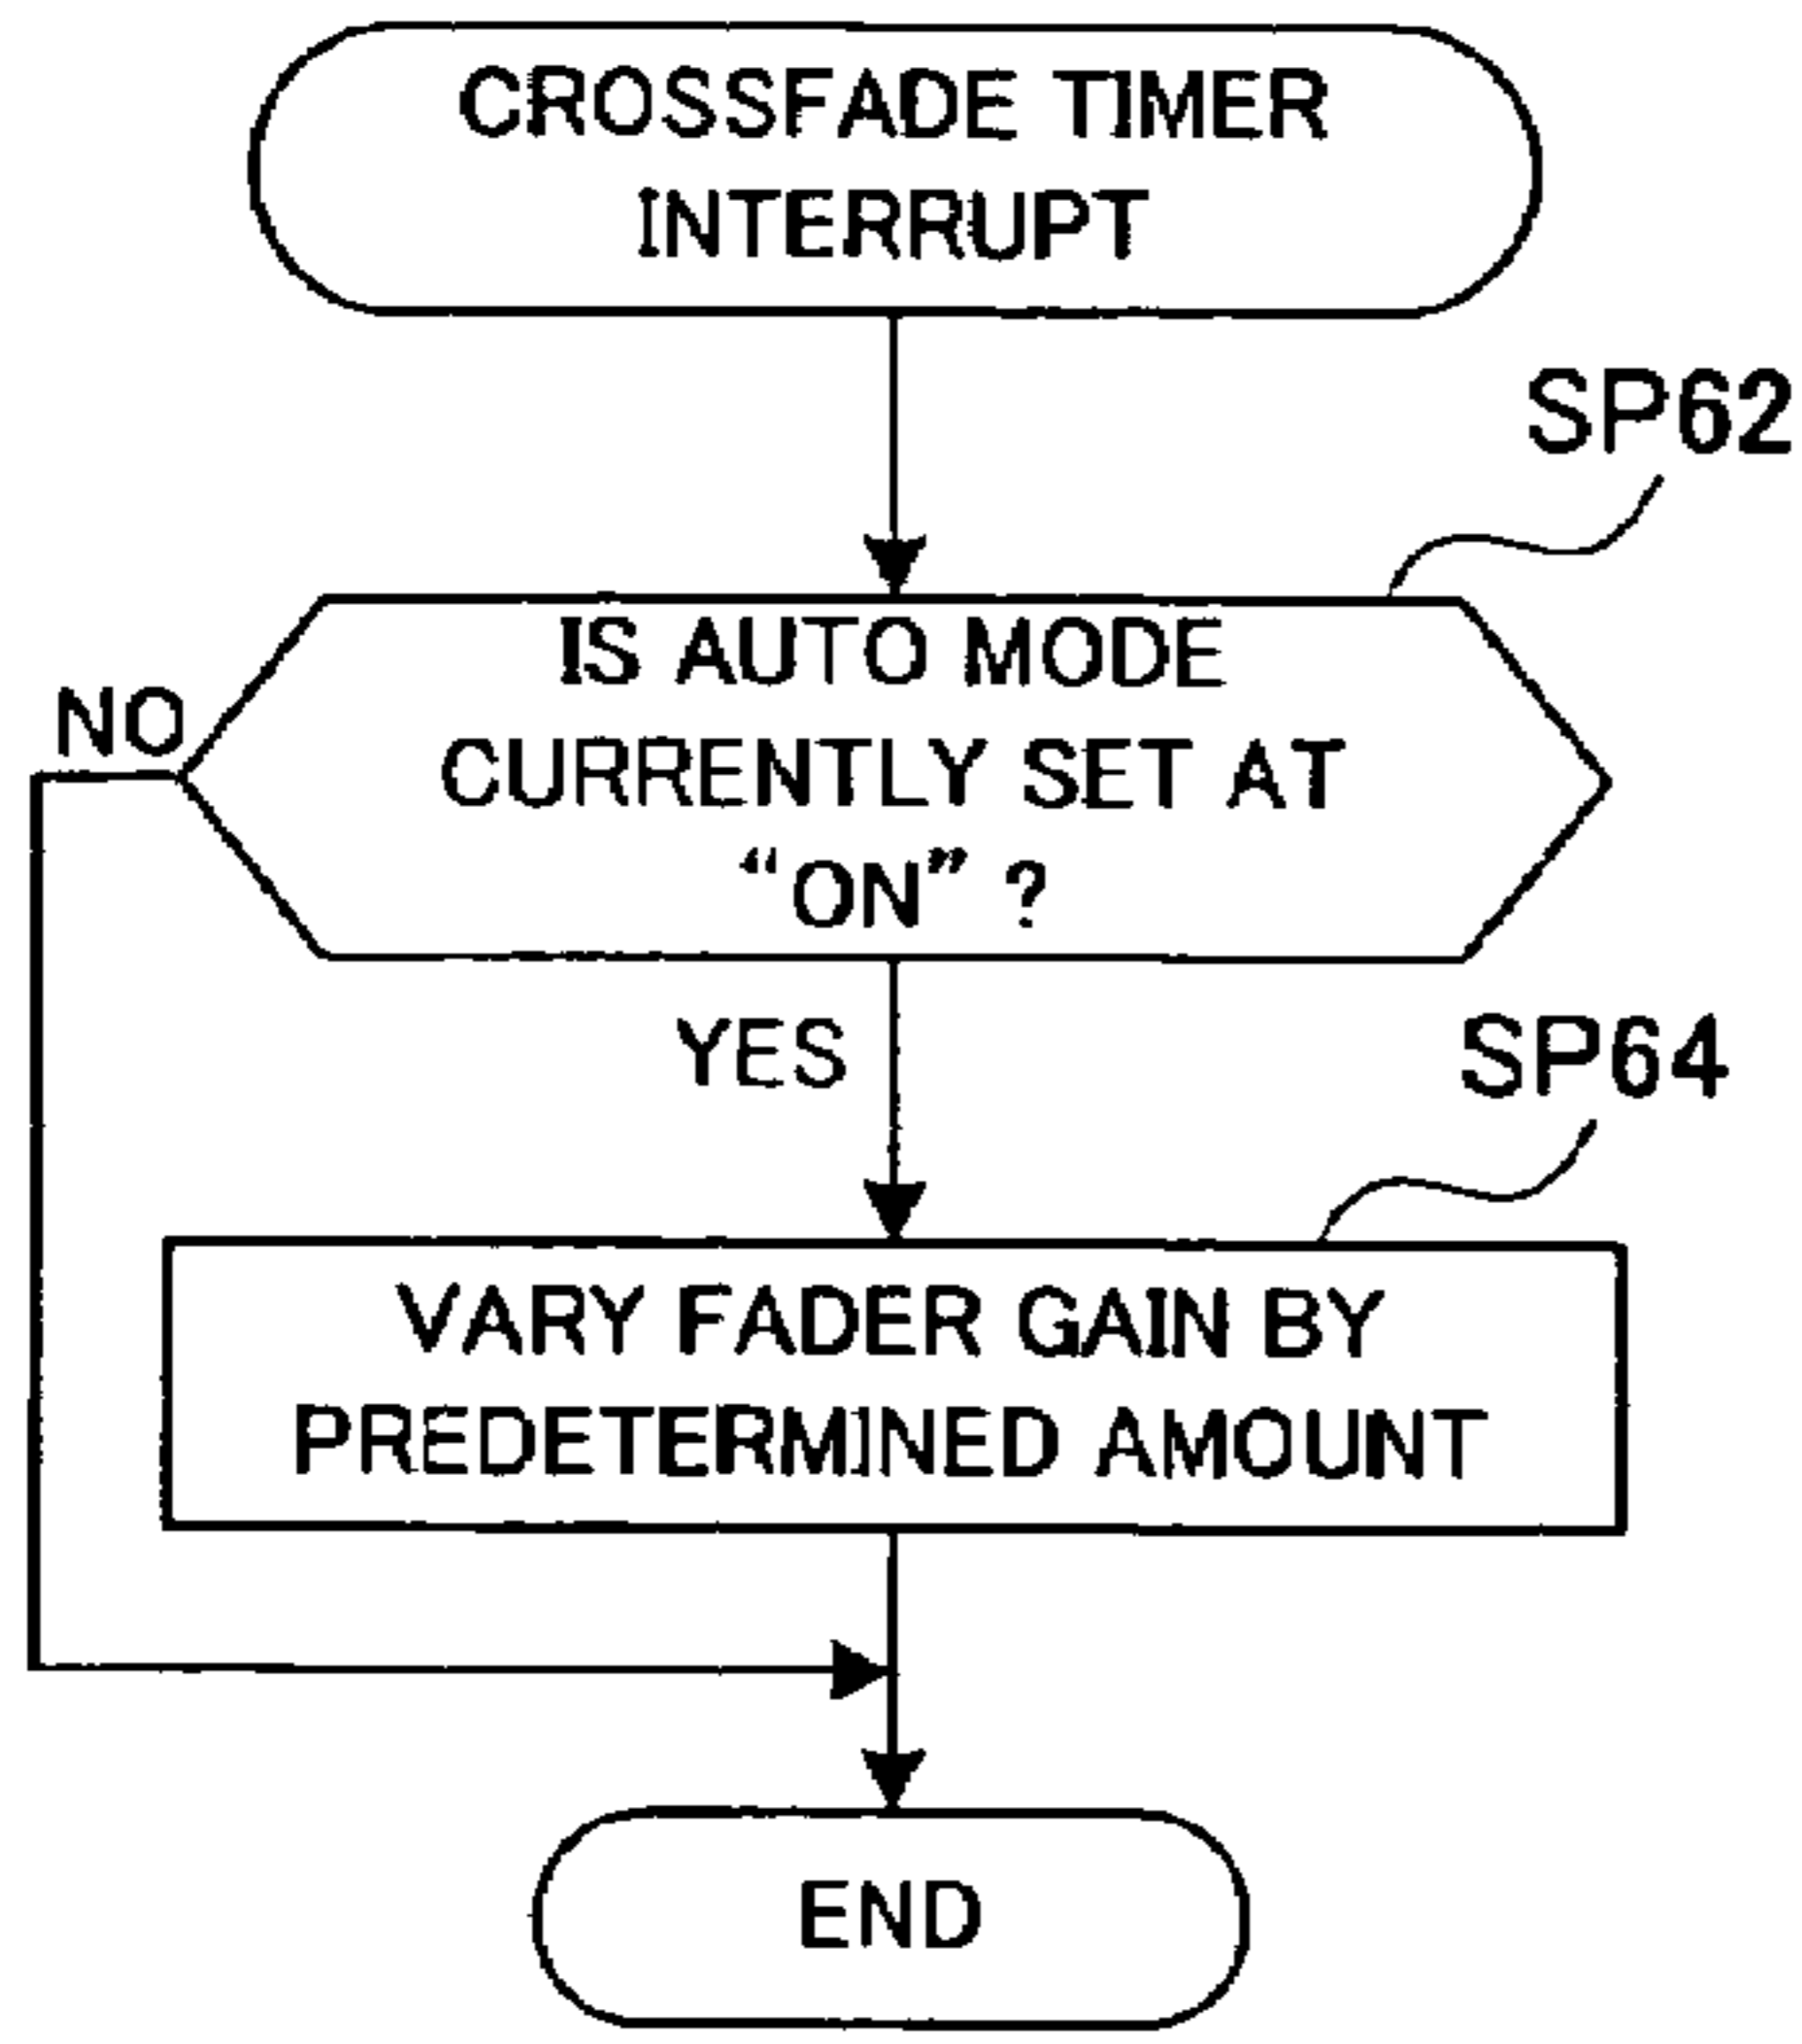 CROSSFADE TIMER
INTERRUPT
SP62
IS AUTO MODE
NO
CURRENTLY SET AT
“ON” ?
YES
SP64
VARY FADER GAIN BY
PREDETERMINED AMOUNT
END